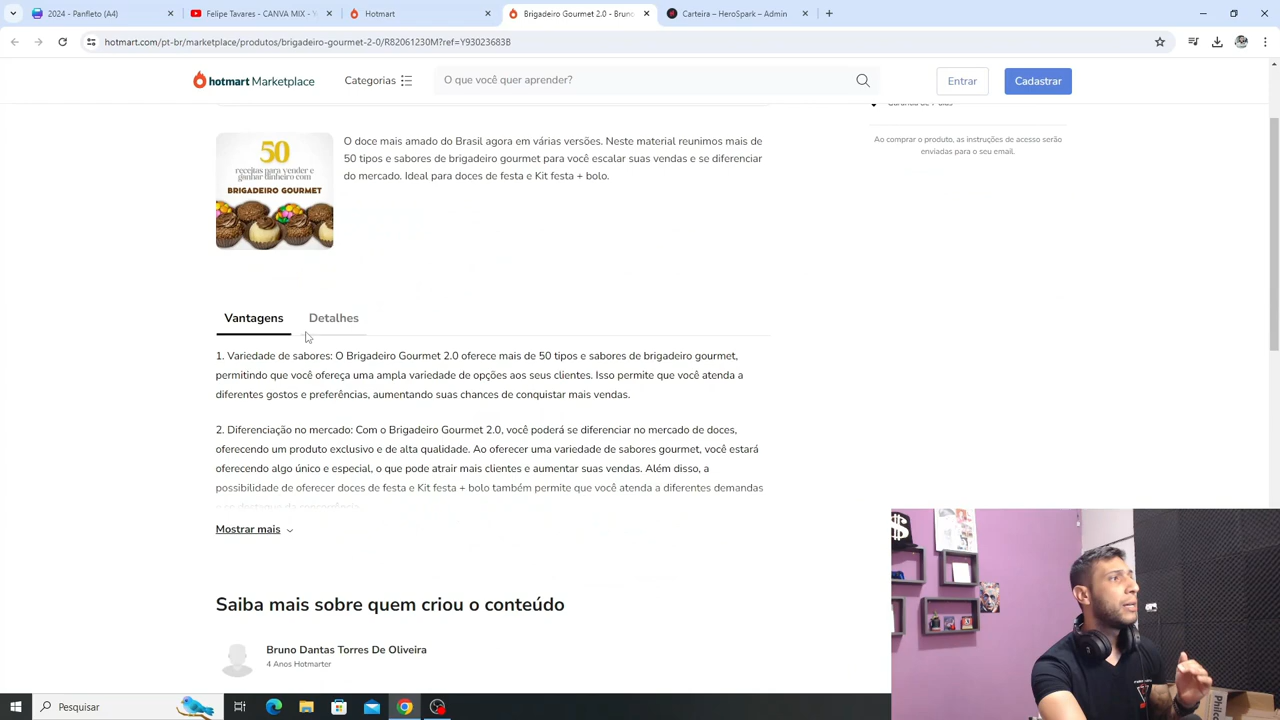 2024 - Panfleto (A4)
Felipe Tavares - CANVA MIX -
Hotmart
Brigadeiro Gourmet 2.0 - Bruno
Carteira – HeroSpark – Admin
hotmart.com/pt-br/marketplace/produtos/brigadeiro-gourmet-2-0/R82061230M?ref=Y93023683B
hotmart Marketplace
Categorias
O que você quer aprender?
Entrar
Cadastrar
Ao comprar o produto, as instruções de acesso serão
enviadas para o seu email.
50
receitas para vender e
ganhar dinheiro com
BRIGADEIRO GOURMET
O doce mais amado do Brasil agora em várias versões. Neste material reunimos mais de
50 tipos e sabores de brigadeiro gourmet para você escalar suas vendas e se diferenciar
do mercado. Ideal para doces de festa e Kit festa + bolo.
Vantagens
Detalhes
1. Variedade de sabores: O Brigadeiro Gourmet 2.0 oferece mais de 50 tipos e sabores de brigadeiro gourmet,
permitindo que você ofereça uma ampla variedade de opções aos seus clientes. Isso permite que você atenda a
diferentes gostos e preferências, aumentando suas chances de conquistar mais vendas.
2. Diferenciação no mercado: Com o Brigadeiro Gourmet 2.0, você poderá se diferenciar no mercado de doces,
oferecendo um produto exclusivo e de alta qualidade. Ao oferecer uma variedade de sabores gourmet, você estará
oferecendo algo único e especial, o que pode atrair mais clientes e aumentar suas vendas. Além disso, a
possibilidade de oferecer doces de festa e Kit festa + bolo também permite que você atenda a diferentes demandas
Mostrar mais
Saiba mais sobre quem criou o conteúdo
Bruno Dantas Torres De Oliveira
4 Anos Hotmarter
Pesquisar